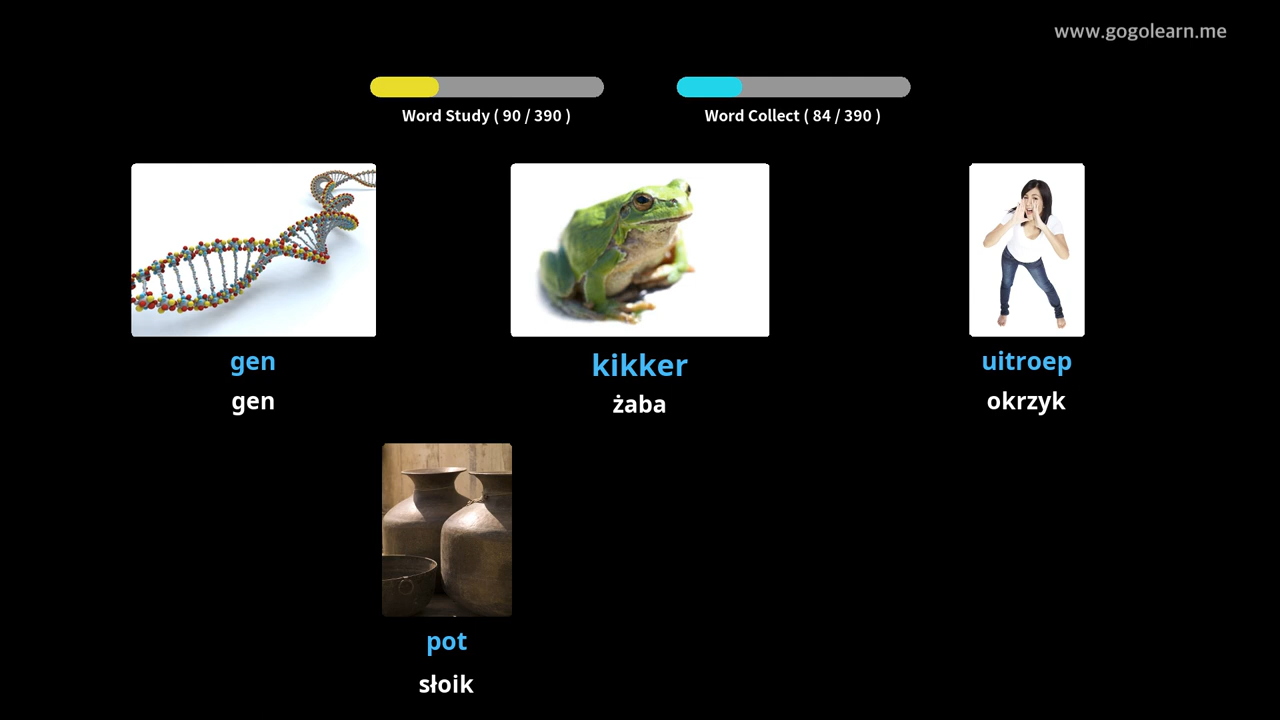 www.gogolearn.me
Word Study ( 90 / 390 )
Word Collect ( 84 / 390 )
gen
gen
kikker
żaba
uitroep
okrzyk
pot
słoik